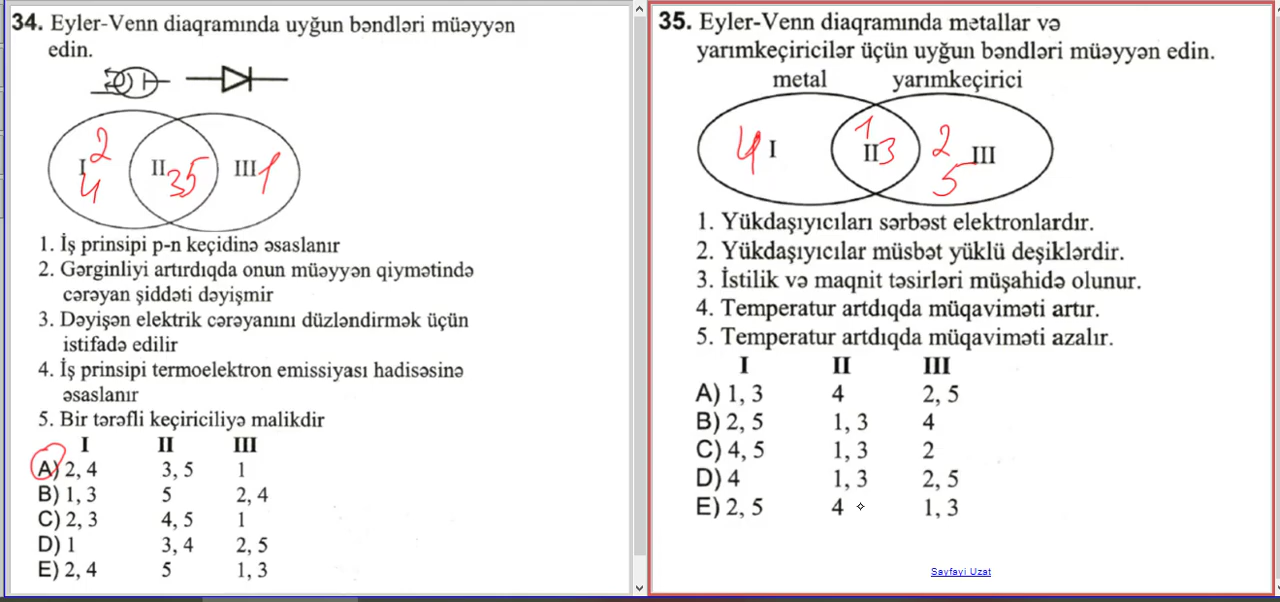 34. Eyler-Venn diaqramında uyğun bəndləri müəyyən
edin.
I 2 4
II 35
III 1
1. İş prinsipi p-n keçidinə əsaslanır
2. Gərginliyi artırdıqda onun müəyyən qiymətində
cərəyan şiddəti dəyişmir
3. Dəyişən elektrik cərəyanını düzləndirmək üçün
istifadə edilir
4. İş prinsipi termoelektron emissiyası hadisəsinə
əsaslanır
5. Bir tərəfli keçiriciliyə malikdir
I II III
A) 2, 4 3, 5 1
B) 1, 3 5 2, 4
C) 2, 3 4, 5 1
D) 1 3, 4 2, 5
E) 2, 4 5 1, 3
35. Eyler-Venn diaqramında metallar və
yarımkeçiricilər üçün uyğun bəndləri müəyyən edin.
metal yarımkeçirici
4 I
1 II 3
2 III 5
1. Yükdaşıyıcıları sərbəst elektronlardır.
2. Yükdaşıyıcılar müsbət yüklü deşiklərdir.
3. İstilik və maqnit təsirləri müşahidə olunur.
4. Temperatur artdıqda müqaviməti artır.
5. Temperatur artdıqda müqaviməti azalır.
I II III
A) 1, 3 4 2, 5
B) 2, 5 1, 3 4
C) 4, 5 1, 3 2
D) 4 1, 3 2, 5
E) 2, 5 4 1, 3
Sayfayi Uzat